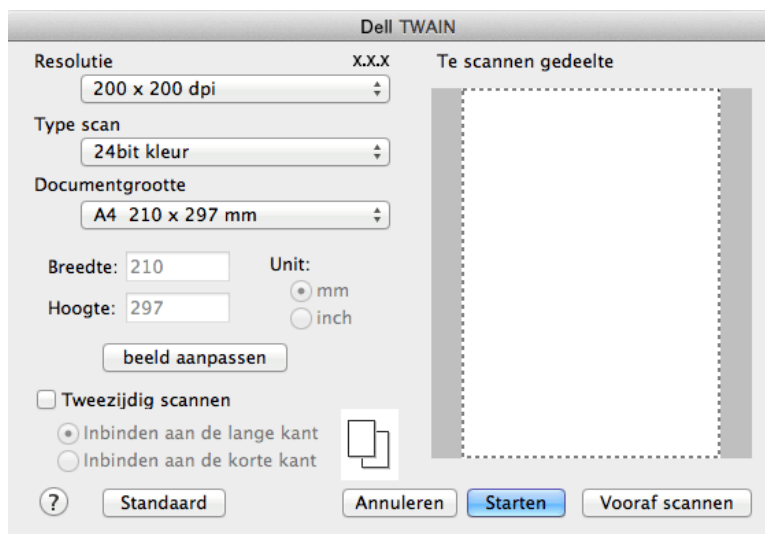 Dell TWAIN
Resolutie X.X.X
200 x 200 dpi
Type scan
24bit kleur
Documentgrootte
A4 210 x 297 mm
Breedte: 210
Hoogte: 297
Unit:
mm
inch
beeld aanpassen
Tweezijdig scannen
Inbinden aan de lange kant
Inbinden aan de korte kant
Te scannen gedeelte
? Standaard Annuleren Starten Vooraf scannen